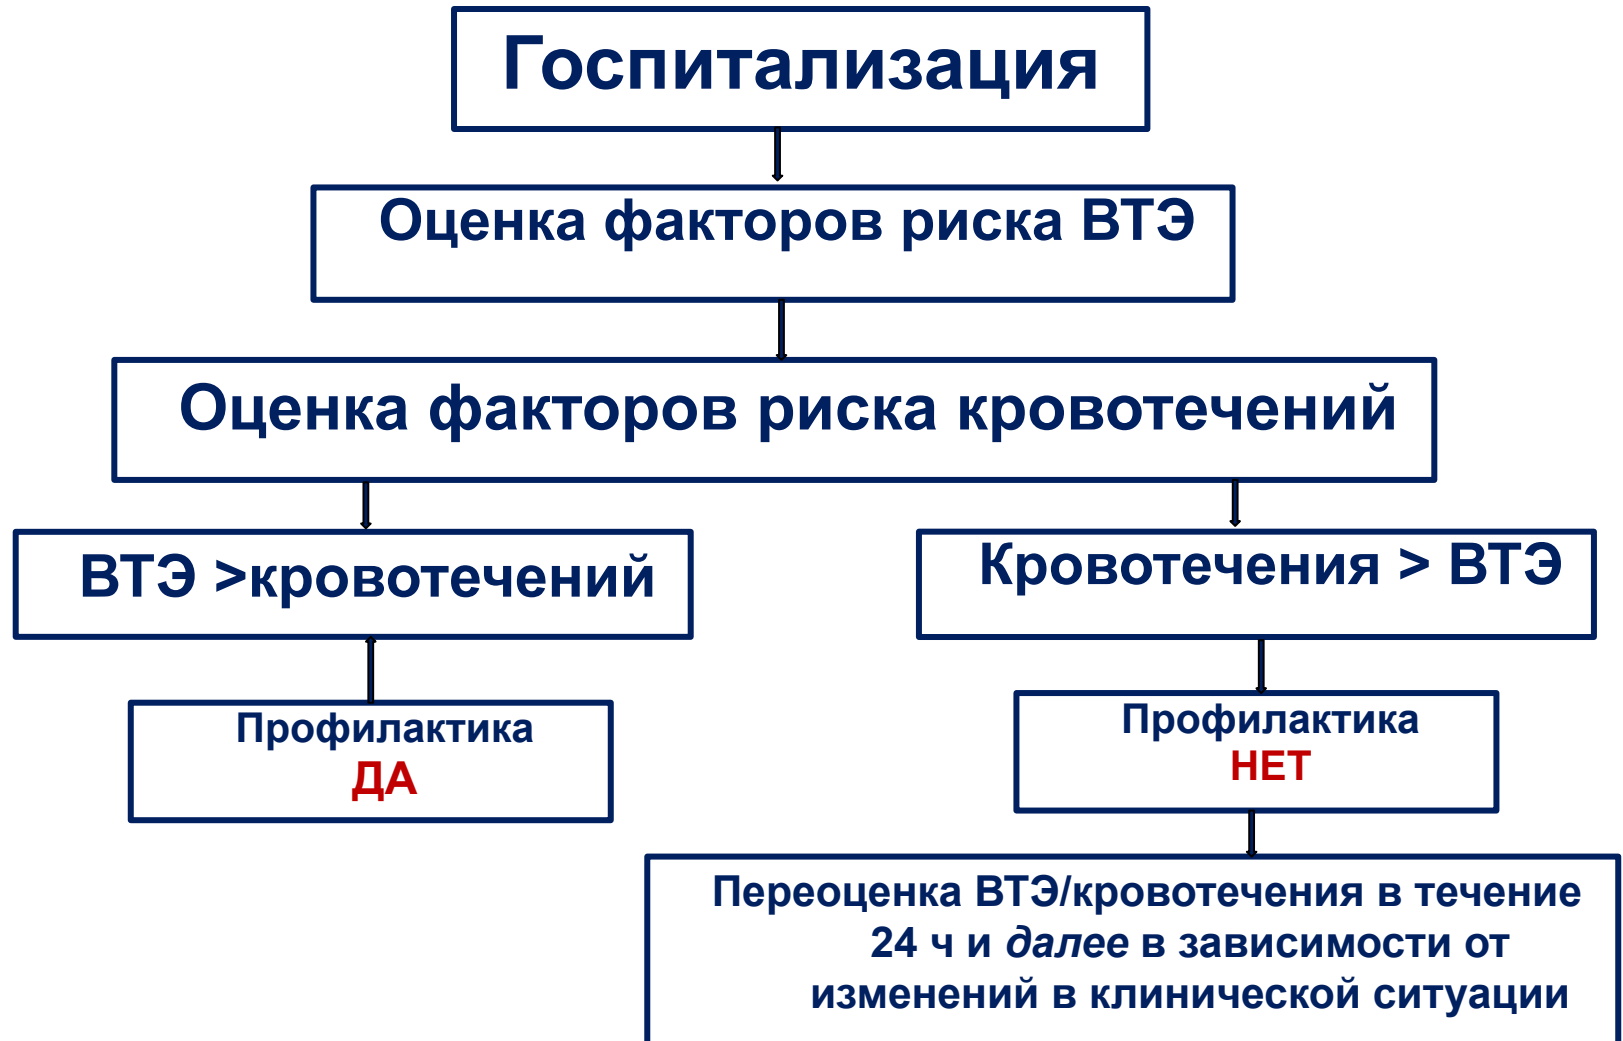 Госпитализация
Оценка факторов риска ВТЭ
Оценка факторов риска кровотечений
ВТЭ >кровотечений
Кровотечения > ВТЭ
Профилактика
ДА
Профилактика
НЕТ
Переоценка ВТЭ/кровотечения в течение
24 ч и далее в зависимости от
изменений в клинической ситуации